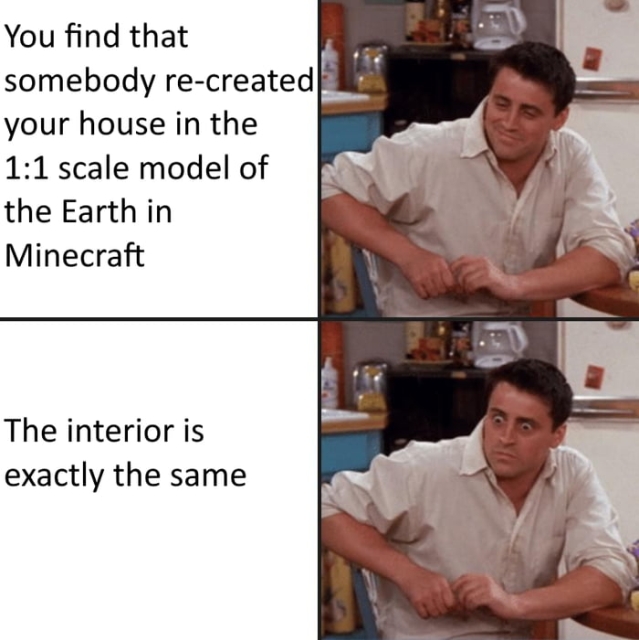 You find that
somebody re-created
your house in the
1:1 scale model of
the Earth in
Minecraft
The interior is
exactly the same